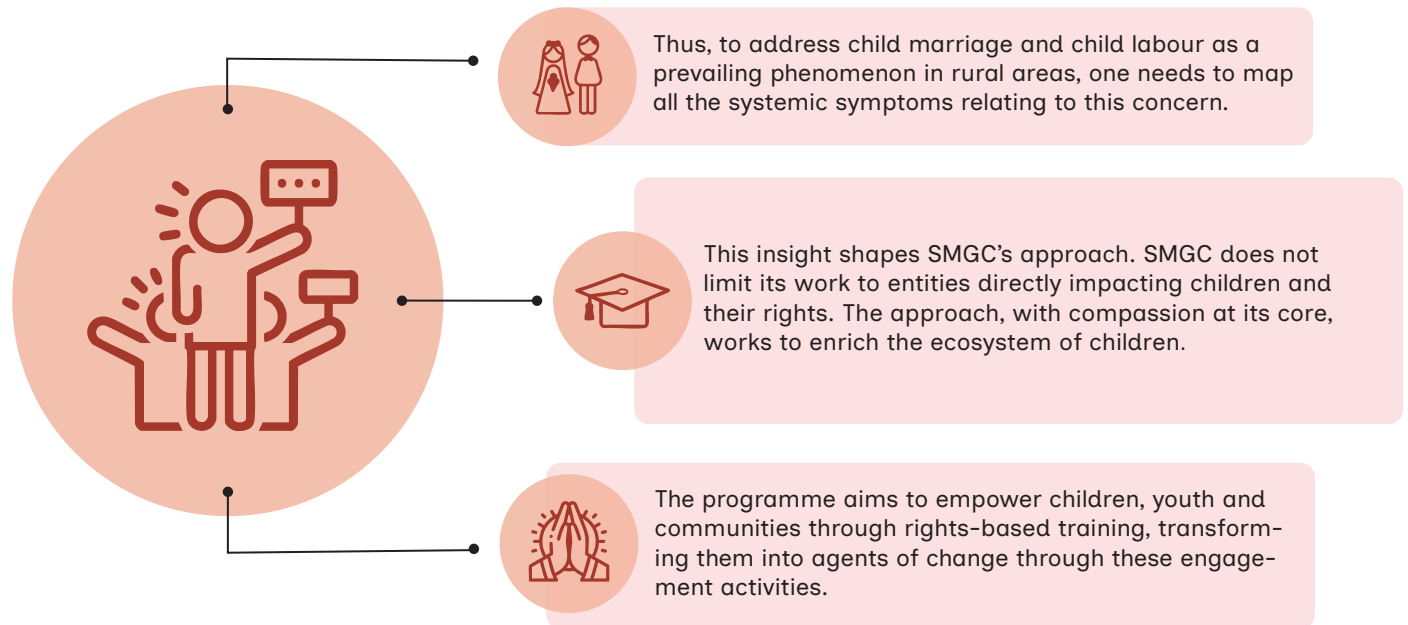 Thus, to address child marriage and child labour as a
prevailing phenomenon in rural areas, one needs to map
all the systemic symptoms relating to this concern.
This insight shapes SMGC’s approach. SMGC does not
limit its work to entities directly impacting children and
their rights. The approach, with compassion at its core,
works to enrich the ecosystem of children.
The programme aims to empower children, youth and
communities through rights-based training, transform-
ing them into agents of change through these engage-
ment activities.